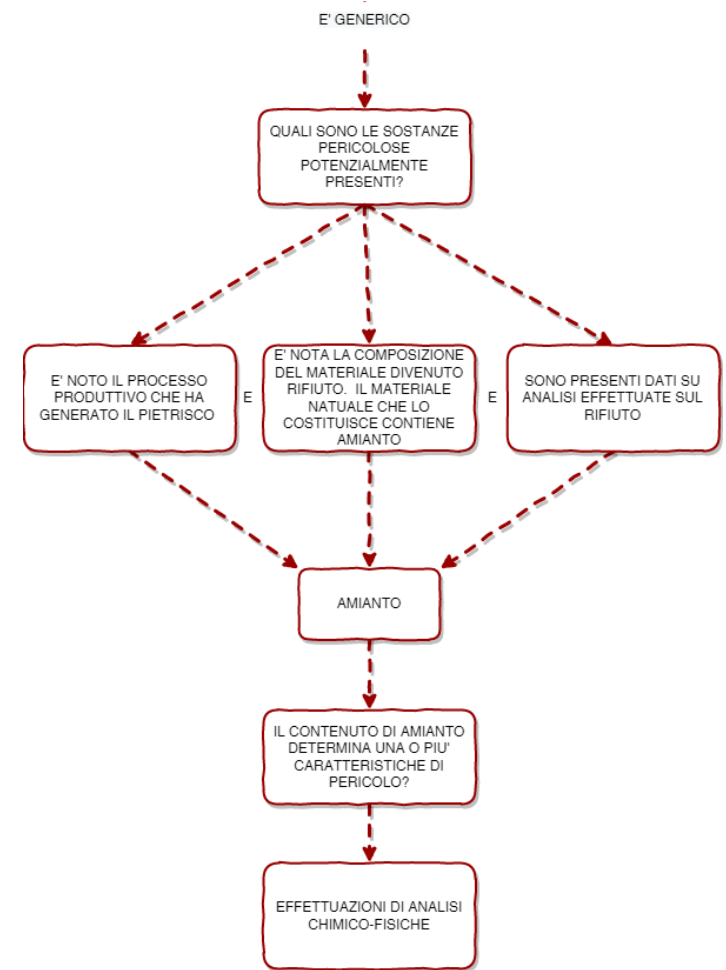 E' GENERICO
QUALI SONO LE SOSTANZE
PERICOLOSE
POTENZIALMENTE
PRESENTI?
E' NOTO IL PROCESSO
PRODUTTIVO CHE HA
GENERATO IL PIETRISCO
E
E' NOTA LA COMPOSIZIONE
DEL MATERIALE DIVENUTO
RIFIUTO. IL MATERIALE
NATUALE CHE LO
COSTITUISCE CONTIENE
AMIANTO
E
SONO PRESENTI DATI SU
ANALISI EFFETTUATE SUL
RIFIUTO
AMIANTO
IL CONTENUTO DI AMIANTO
DETERMINA UNA O PIU'
CARATTERISTICHE DI
PERICOLO?
EFFETTUAZIONI DI ANALISI
CHIMICO-FISICHE